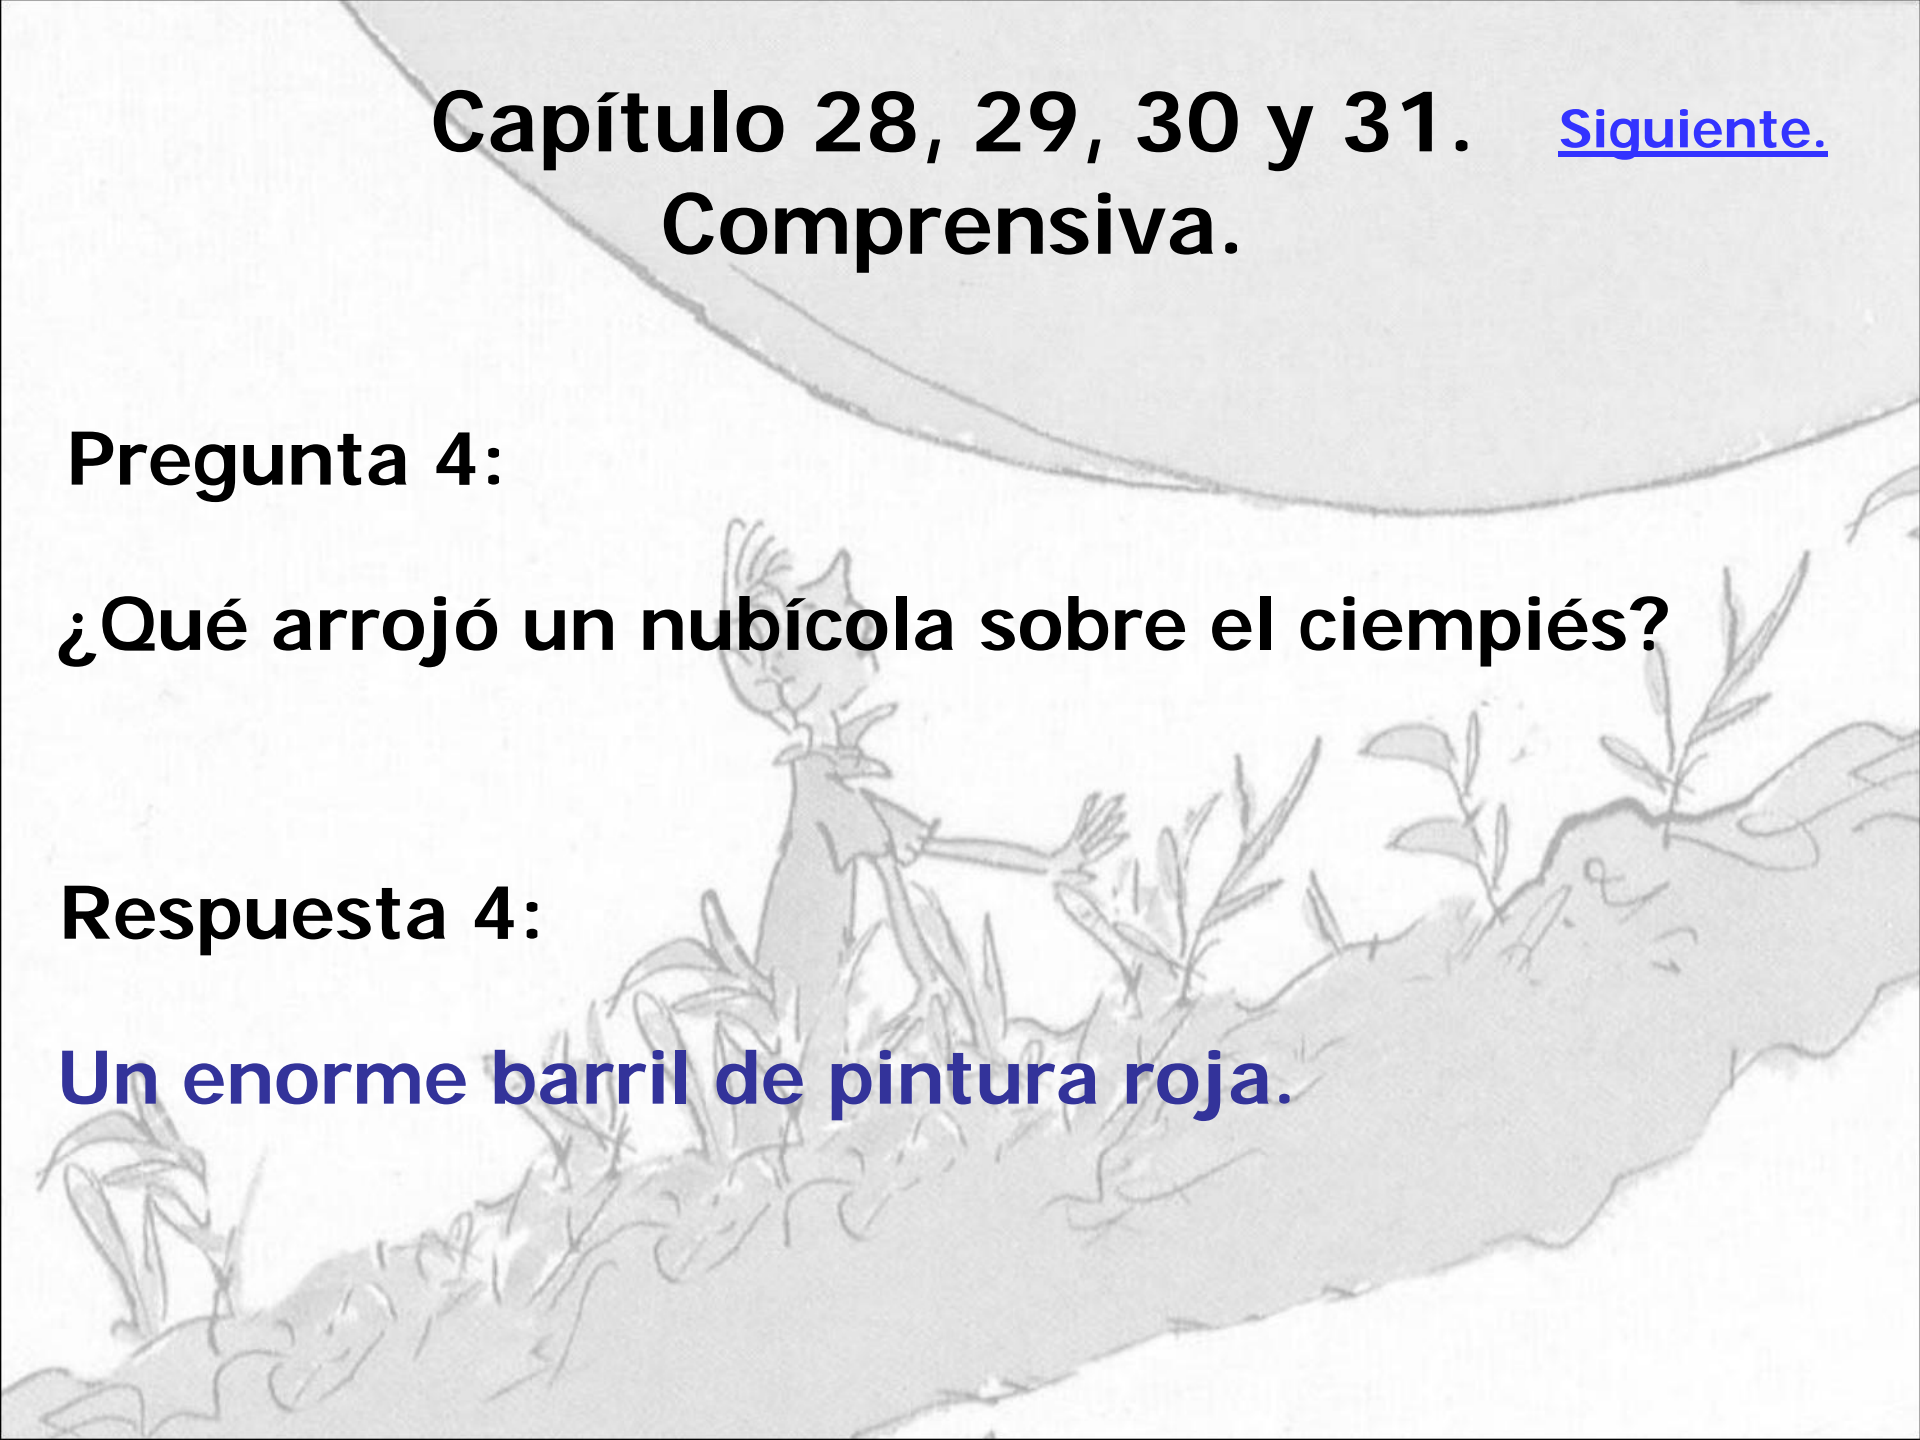 Capítulo 28, 29, 30 y 31. Siguiente.
Comprensiva.
Pregunta 4:
¿Qué arrojó un nubícola sobre el ciempiés?
Respuesta 4:
Un enorme barril de pintura roja.